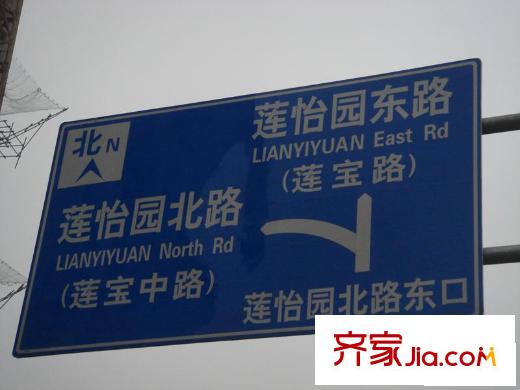 北N
莲怡园东路
LIANYIYUAN East Rd
(莲宝路)
莲怡园北路
LIANYIYUAN North Rd
(莲宝中路)
莲怡园北路东口
齐家Jia.com